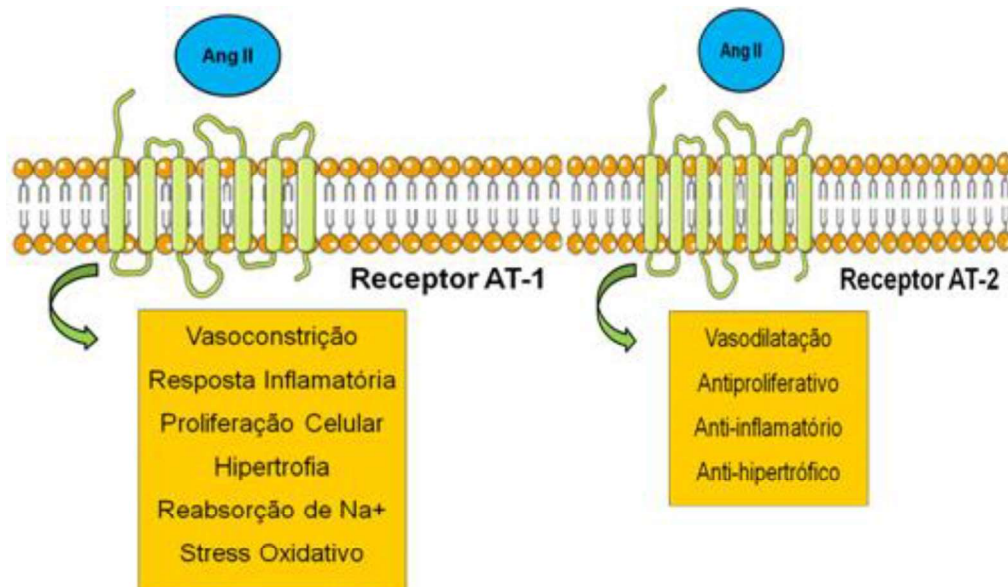 Ang II
Ang II
Receptor AT-1
Receptor AT-2
Vasoconstrição
Resposta Inflamatória
Proliferação Celular
Hipertrofia
Reabsorção de Na+
Stress Oxidativo
Vasodilatação
Antiproliferativo
Anti-inflamatório
Anti-hipertrófico